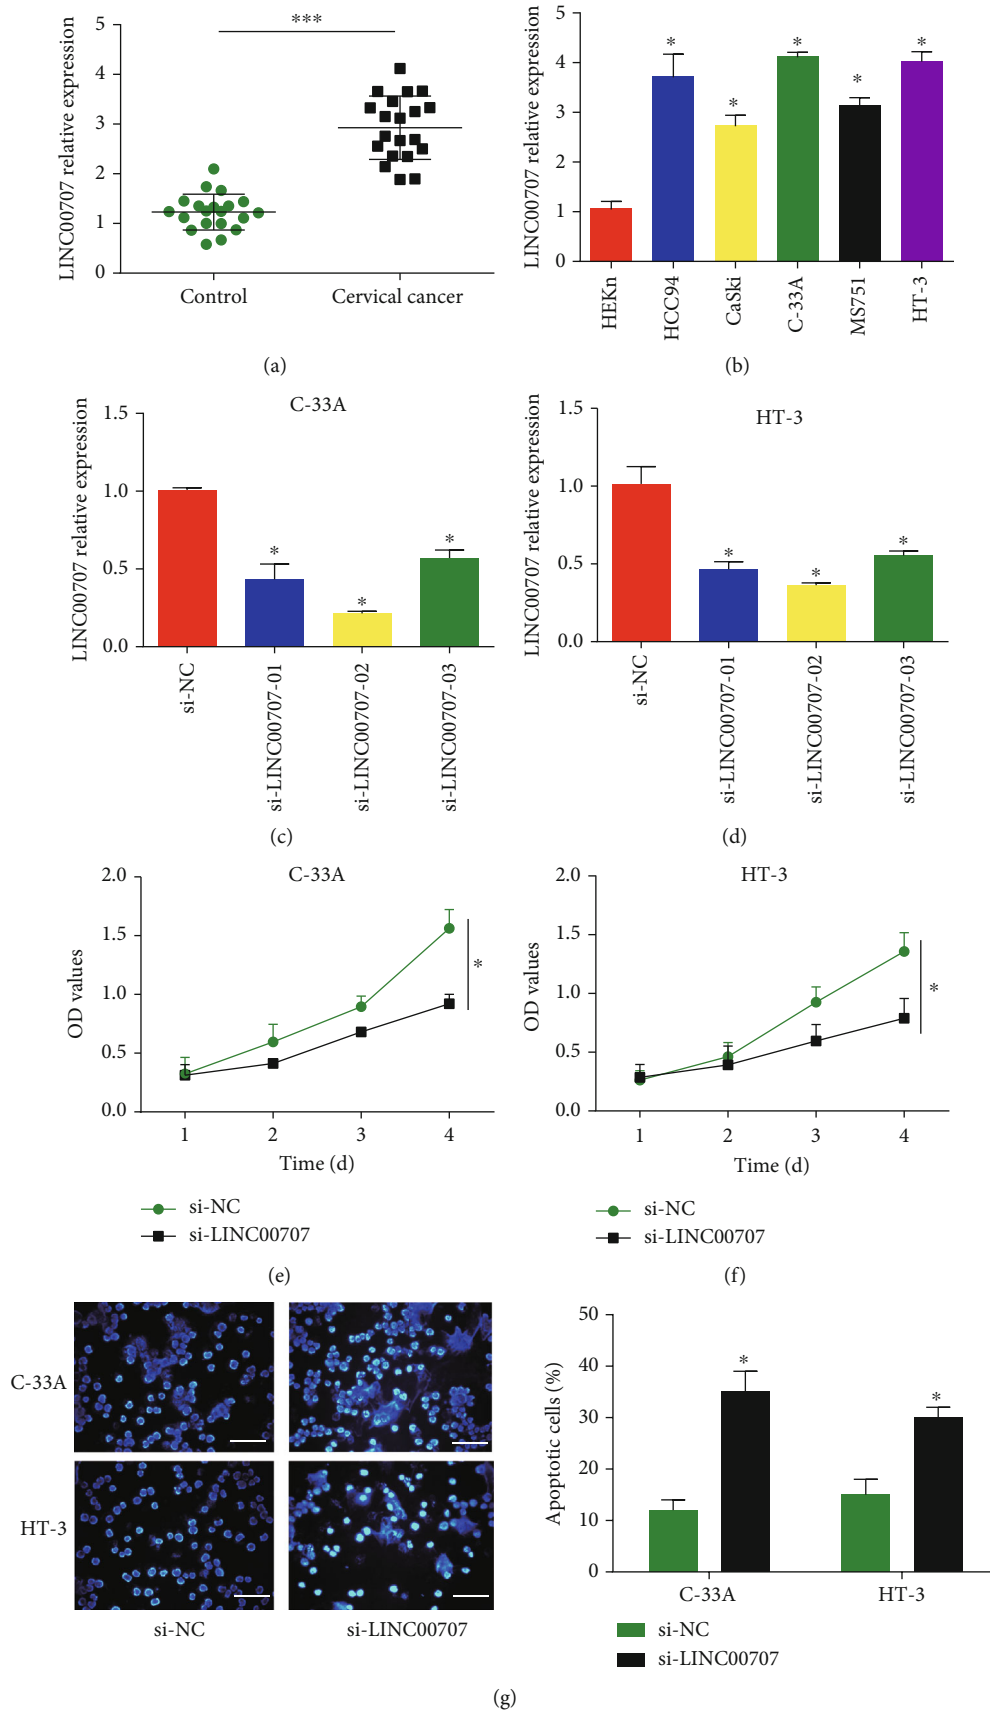 ***
LINC00707 relative expression
5
4
3
2
1
0
Control
Cervical cancer
(a)
LINC00707 relative expression
5
4
3
2
1
0
* * * * *
HEKn
HCC94
CaSki
C-33A
MS751
HT-3
(b)
C-33A
LINC00707 relative expression
1.5
1.0
0.5
0.0
* * *
si-NC
si-LINC00707-01
si-LINC00707-02
si-LINC00707-03
(c)
HT-3
LINC00707 relative expression
1.5
1.0
0.5
0.0
* * *
si-NC
si-LINC00707-01
si-LINC00707-02
si-LINC00707-03
(d)
C-33A
OD values
2.0
1.5
1.0
0.5
0.0
*
1 2 3 4
Time (d)
si-NC
si-LINC00707
(e)
HT-3
OD values
2.0
1.5
1.0
0.5
0.0
*
1 2 3 4
Time (d)
si-NC
si-LINC00707
(f)
C-33A
HT-3
si-NC si-LINC00707
Apoptotic cells (%)
50
40
30
20
10
0
* *
C-33A HT-3
si-NC
si-LINC00707
(g)